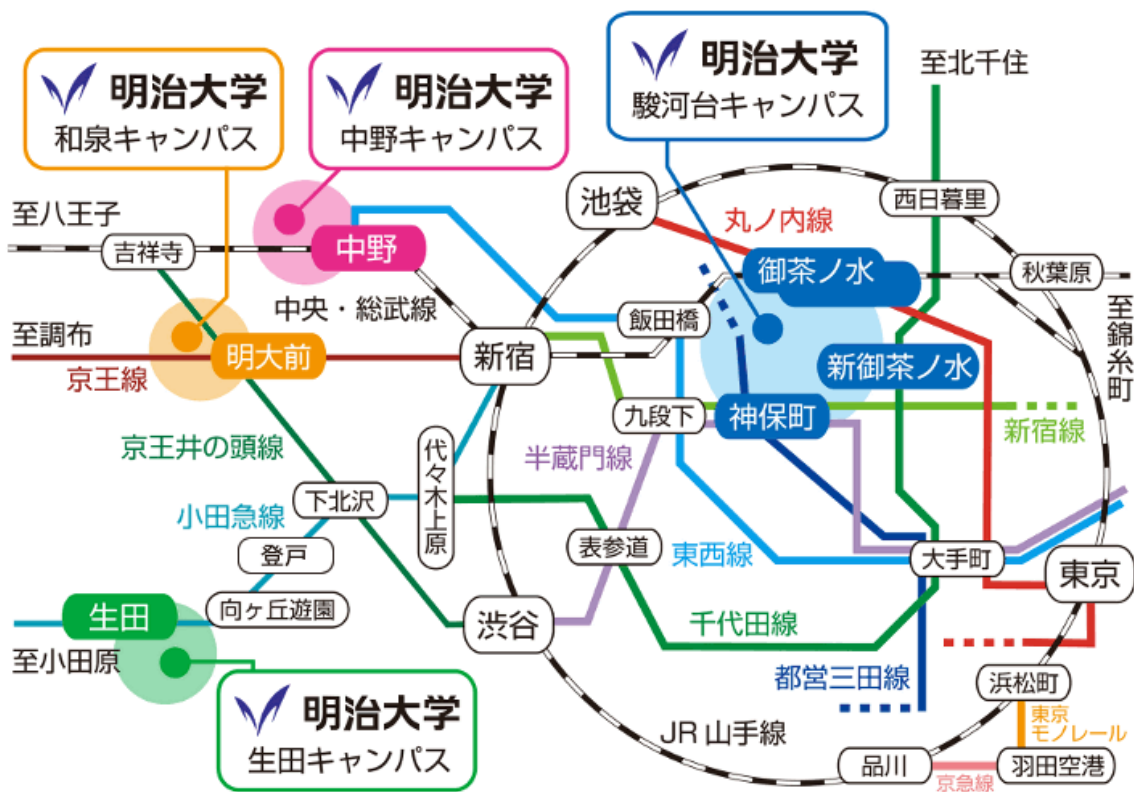 明治大学
和泉キャンパス
明治大学
中野キャンパス
明治大学
駿河台キャンパス
至北千住
至八王子
吉祥寺
中野
池袋
丸ノ内線
西日暮里
御茶ノ水
秋葉原
中央・総武線
飯田橋
至錦糸町
至調布
京王線
明大前
新宿
新御茶ノ水
九段下
神保町
新宿線
京王井の頭線
代々木上原
半蔵門線
小田急線
下北沢
登戸
表参道
東西線
大手町
東京
生田
向ヶ丘遊園
渋谷
千代田線
至小田原
都営三田線
浜松町
明治大学
生田キャンパス
JR 山手線
東京
モノレール
品川
京急線
羽田空港